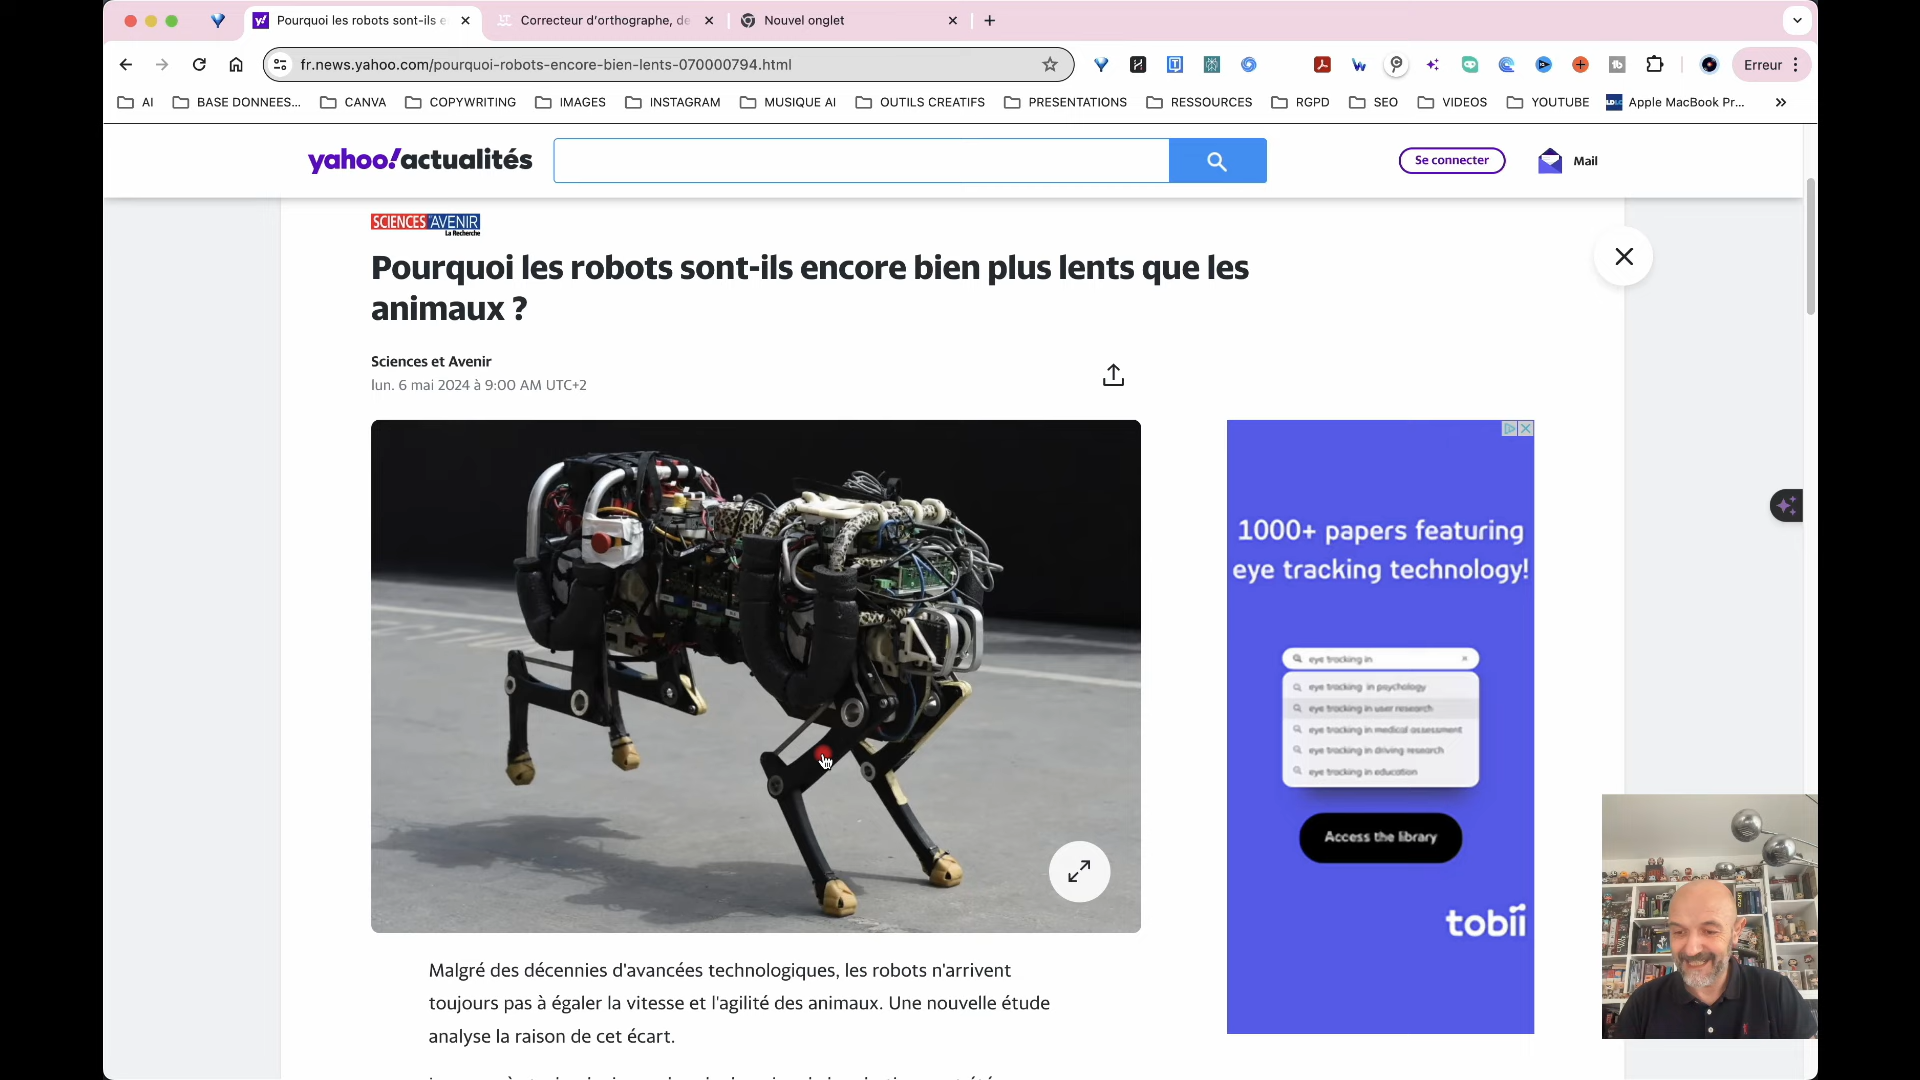 Pourquoi les robots sont-ils e
Correcteur d'orthographe, de
Nouvel onglet
fr.news.yahoo.com/pourquoi-robots-encore-bien-lents-070000794.html
Erreur
AI
BASE DONNEES...
CANVA
COPYWRITING
IMAGES
INSTAGRAM
MUSIQUE AI
OUTILS CREATIFS
PRESENTATIONS
RESSOURCES
RGPD
SEO
VIDEOS
YOUTUBE
Apple MacBook Pr...
yahoo!actualités
Se connecter
Mail
SCIENCES AVENIR
La Recherche
Pourquoi les robots sont-ils encore bien plus lents que les
animaux ?
Sciences et Avenir
lun. 6 mai 2024 à 9:00 AM UTC+2
1000+ papers featuring
eye tracking technology!
eye tracking in
eye tracking in psychology
eye tracking in user research
eye tracking in medical assessment
eye tracking in driving research
eye tracking in education
Access the library
tobii
Malgré des décennies d'avancées technologiques, les robots n'arrivent
toujours pas à égaler la vitesse et l'agilité des animaux. Une nouvelle étude
analyse la raison de cet écart.